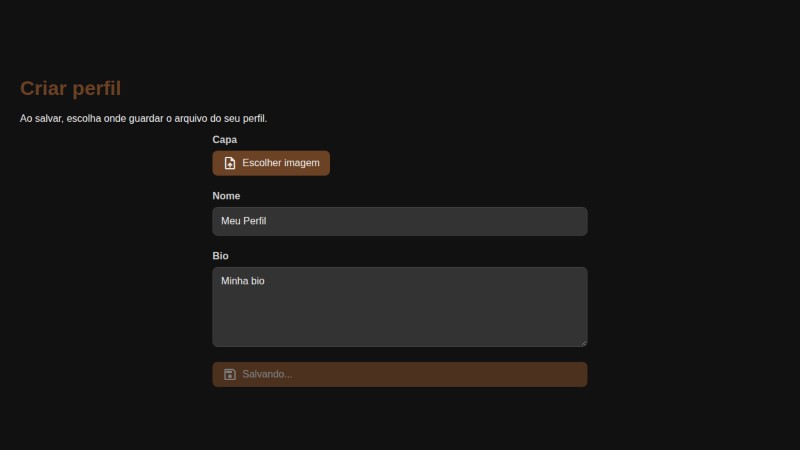 Criar perfil
Ao salvar, escolha onde guardar o arquivo do seu perfil.
Capa
Escolher imagem
Nome
Meu Perfil
Bio
Minha bio
Salvando...